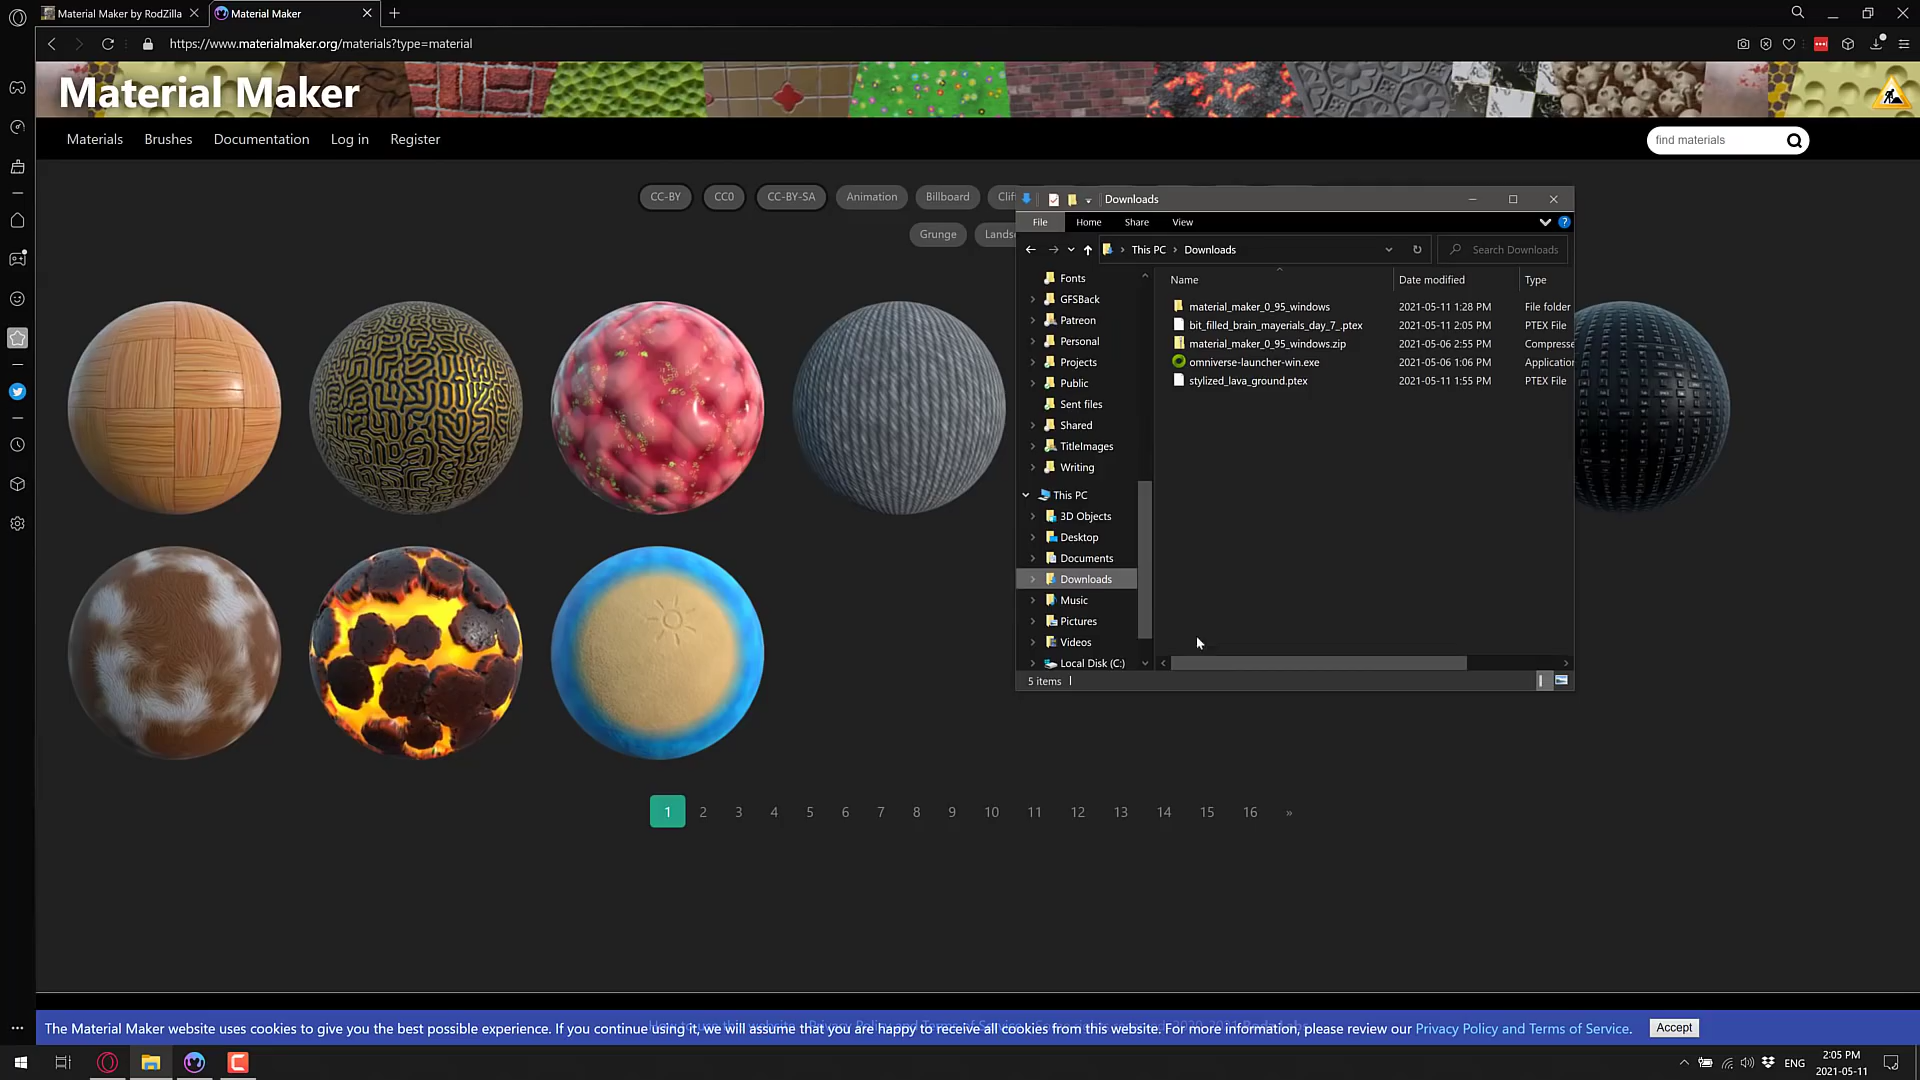 Material Maker by RodZilla
Material Maker
https://www.materialmaker.org/materials?type=material
Material Maker
Materials Brushes Documentation Log in Register
find materials
CC-BY CC0 CC-BY-SA Animation Billboard Clif
Grunge Lands
Downloads
File Home Share View
This PC > Downloads
Search Downloads
Name Date modified Type
Fonts
GFSBack
Patreon
Personal
Projects
Public
Sent files
Shared
TitleImages
Writing
This PC
3D Objects
Desktop
Documents
Downloads
Music
Pictures
Videos
Local Disk (C:)
material_maker_0_95_windows 2021-05-11 1:28 PM File folder
bit_filled_brain_mayerials_day_7_.ptex 2021-05-11 2:05 PM PTEX File
material_maker_0_95_windows.zip 2021-05-06 2:55 PM Compresse
omniverse-launcher-win.exe 2021-05-06 1:06 PM Applicatio
stylized_lava_ground.ptex 2021-05-11 1:55 PM PTEX File
5 items
1 2 3 4 5 6 7 8 9 10 11 12 13 14 15 16 »
The Material Maker website uses cookies to give you the best possible experience. If you continue using it, we will assume that you are happy to receive all cookies from this website. For more information, please review our Privacy Policy and Terms of Service. Accept
ENG
2:05 PM
2021-05-11